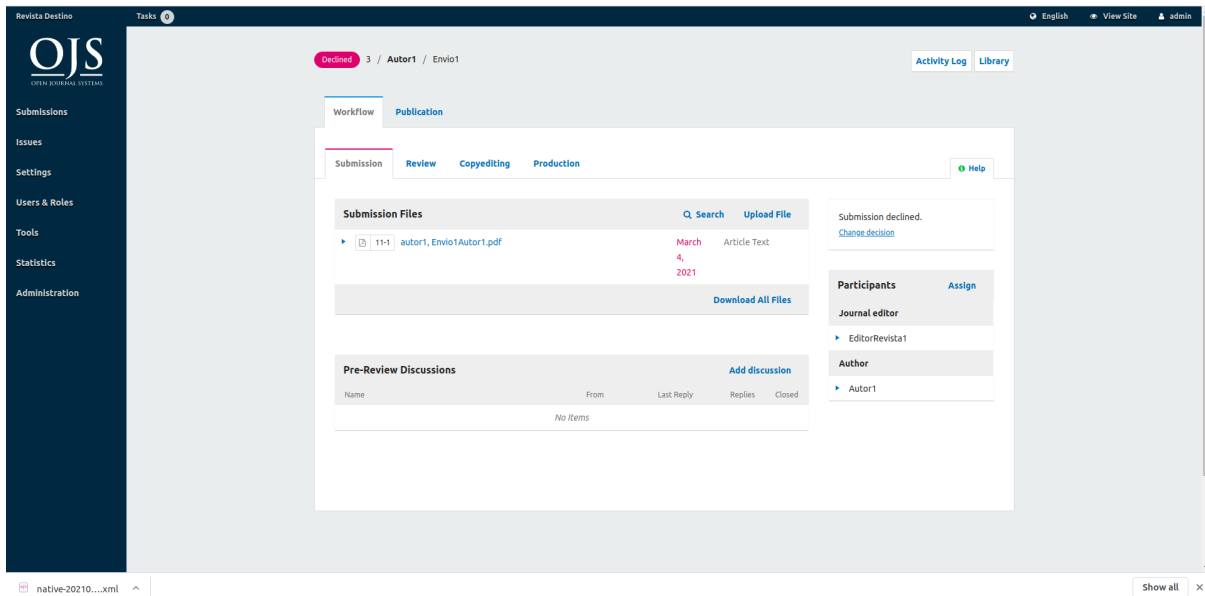 Revista Destino
Tasks 0
English
View Site
admin
OJS
OPEN JOURNAL SYSTEMS
Submissions
Issues
Settings
Users & Roles
Tools
Statistics
Administration
Declined 3 / Autor1 / Envio1
Activity Log
Library
Workflow
Publication
Submission
Review
Copyediting
Production
Help
Submission Files
Search
Upload File
11-1 autor1, Envio1Autor1.pdf
March
4,
2021
Article Text
Download All Files
Pre-Review Discussions
Add discussion
Name
From
Last Reply
Replies
Closed
No Items
Submission declined.
Change decision
Participants
Assign
Journal editor
EditorRevista1
Author
Autor1
native-20210....xml
Show all